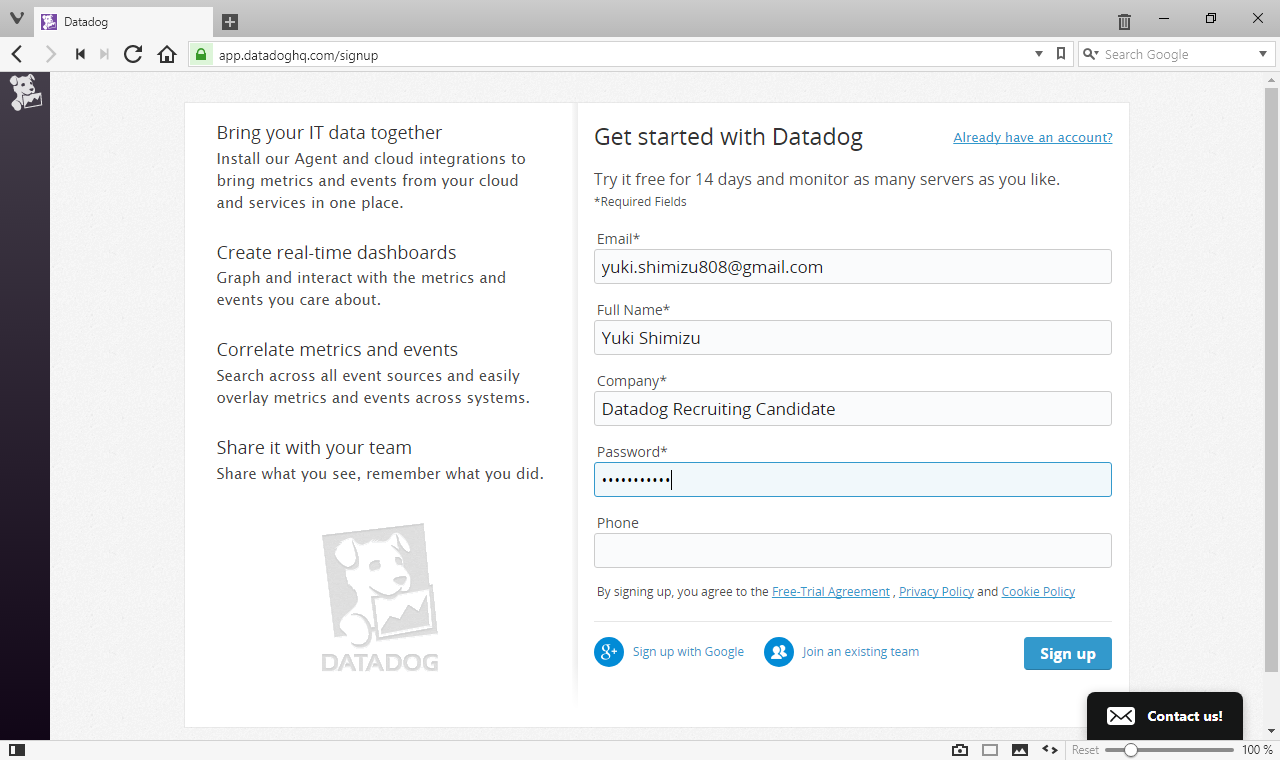 Datadog
app.datadoghq.com/signup
Search Google
Bring your IT data together
Install our Agent and cloud integrations to
bring metrics and events from your cloud
and services in one place.
Create real-time dashboards
Graph and interact with the metrics and
events you care about.
Correlate metrics and events
Search across all event sources and easily
overlay metrics and events across systems.
Share it with your team
Share what you see, remember what you did.
DATADOG
Get started with Datadog
Already have an account?
Try it free for 14 days and monitor as many servers as you like.
*Required Fields
Email*
yuki.shimizu808@gmail.com
Full Name*
Yuki Shimizu
Company*
Datadog Recruiting Candidate
Password*
•••••••••••
Phone
By signing up, you agree to the Free-Trial Agreement , Privacy Policy and Cookie Policy
g+ Sign up with Google
Join an existing team
Sign up
Contact us!
Reset
100 %